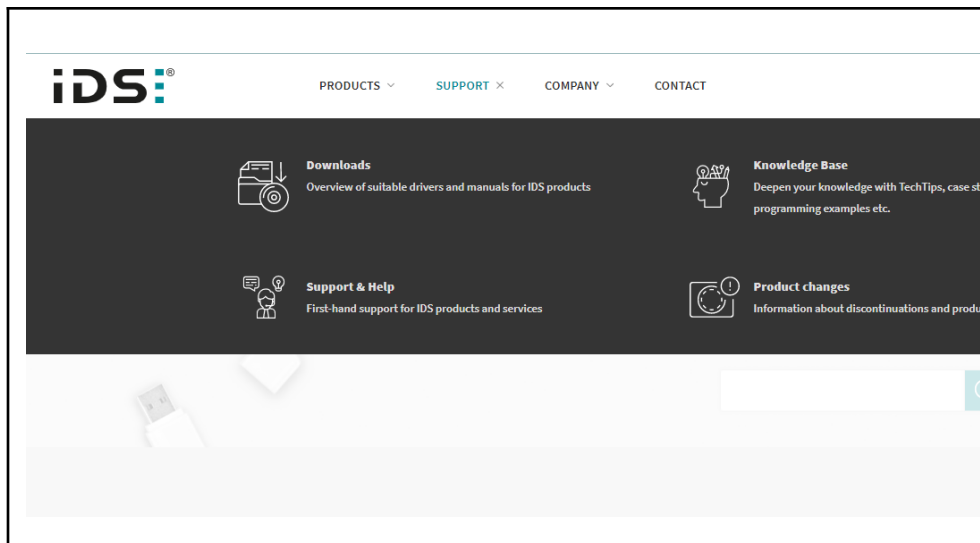 iDS®
PRODUCTS
SUPPORT
COMPANY
CONTACT
Downloads
Overview of suitable drivers and manuals for IDS products
Knowledge Base
Deepen your knowledge with TechTips, case
programming examples etc.
Support & Help
First-hand support for IDS products and services
Product changes
Information about discontinuations and